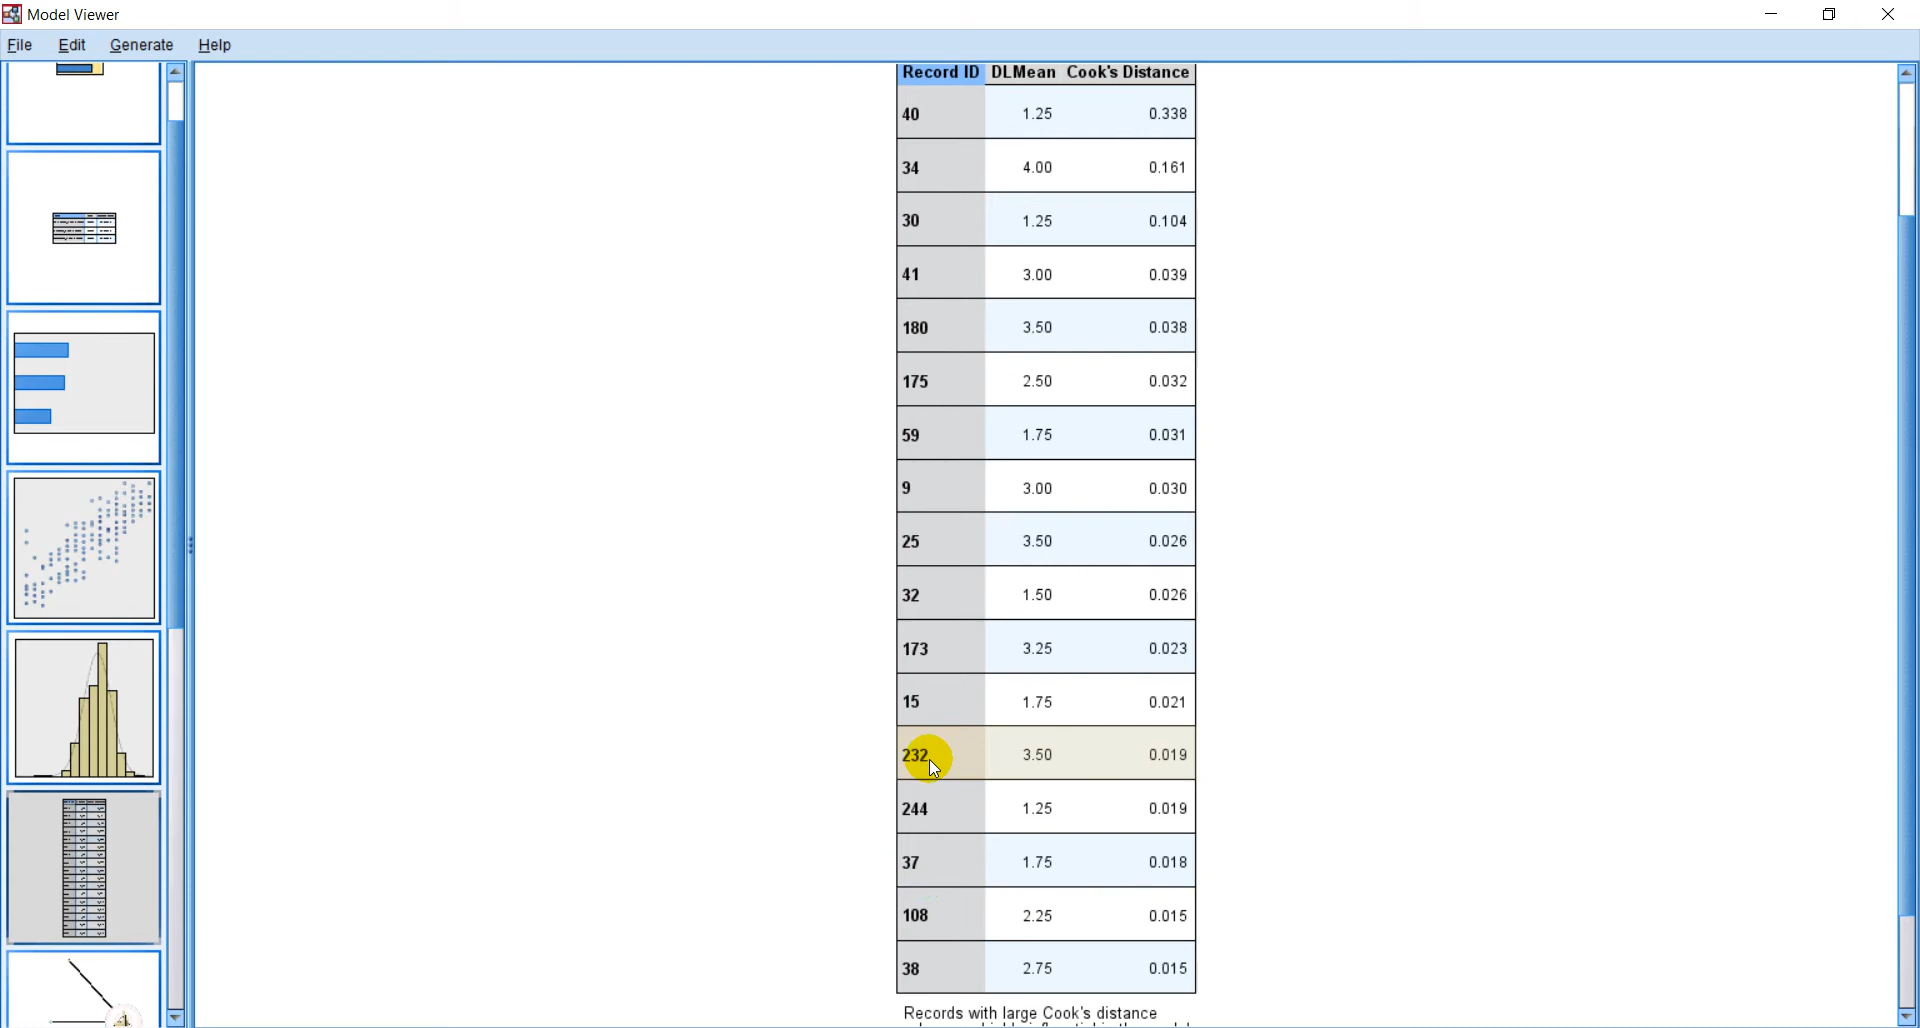 Model Viewer
File Edit Generate Help
Record ID DLMean Cook's Distance
40 1.25 0.338
34 4.00 0.161
30 1.25 0.104
41 3.00 0.039
180 3.50 0.038
175 2.50 0.032
59 1.75 0.031
9 3.00 0.030
25 3.50 0.026
32 1.50 0.026
173 3.25 0.023
15 1.75 0.021
232 3.50 0.019
244 1.25 0.019
37 1.75 0.018
108 2.25 0.015
38 2.75 0.015
Records with large Cook's distance